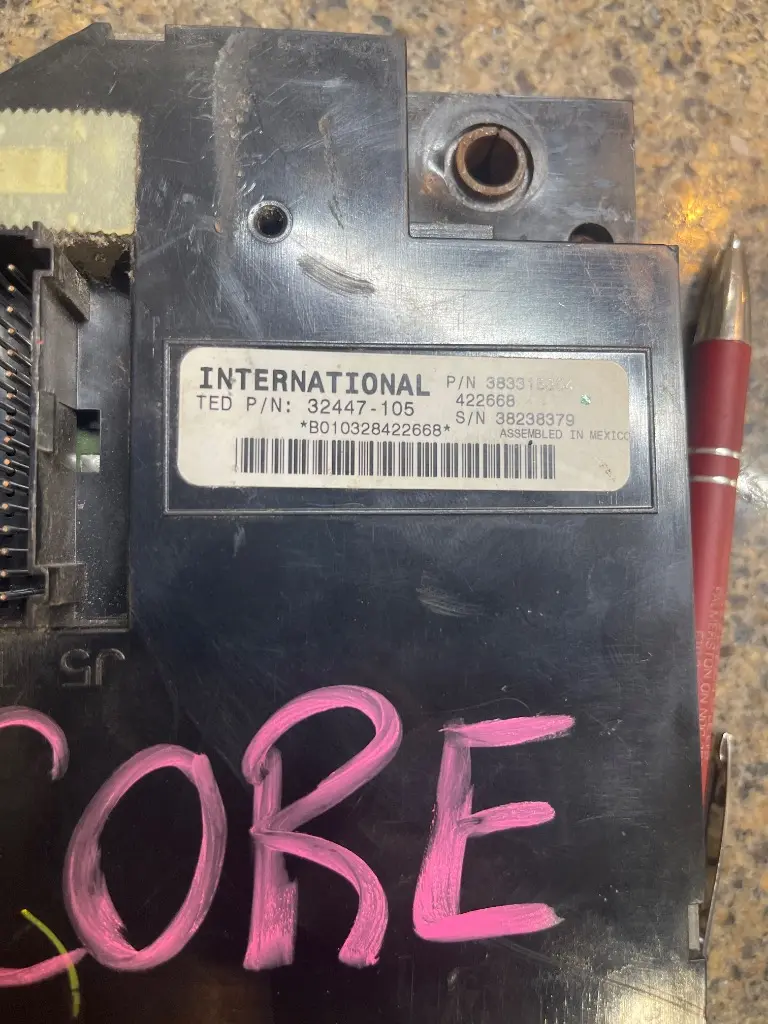 INTERNATIONAL
TED P/N: 32447-105
P/N
422668
S/N 38238379
*B010328422668*
ASSEMBLED IN MEXICO
J5
CORE